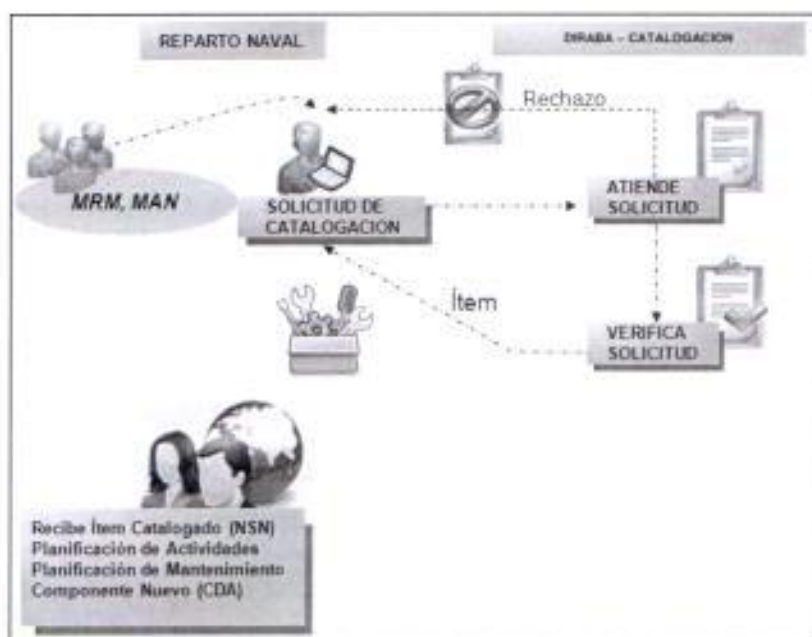 REPARTO NAVAL
DIRABA – CATALOGACION
Rechazo
MRM, MAN
SOLICITUD DE
CATALOGACION
ATIENDE
SOLICITUD
Ítem
VERIFICA
SOLICITUD
Recibe Ítem Catalogado (NSN)
Planificación de Actividades
Planificación de Mantenimiento
Componente Nuevo (CDA)